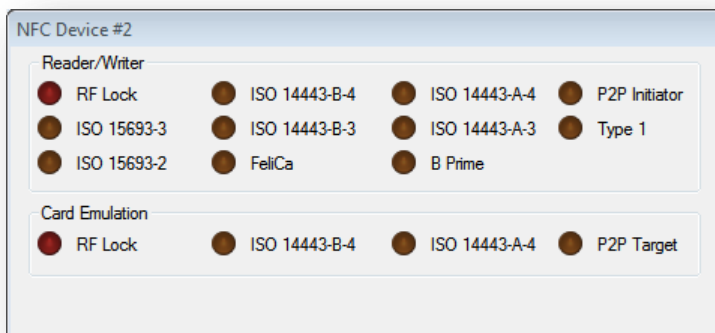 NFC Device #2
Reader/Writer
RF Lock ISO 14443-B-4 ISO 14443-A-4 P2P Initiator
ISO 15693-3 ISO 14443-B-3 ISO 14443-A-3 Type 1
ISO 15693-2 FeliCa B Prime
Card Emulation
RF Lock ISO 14443-B-4 ISO 14443-A-4 P2P Target